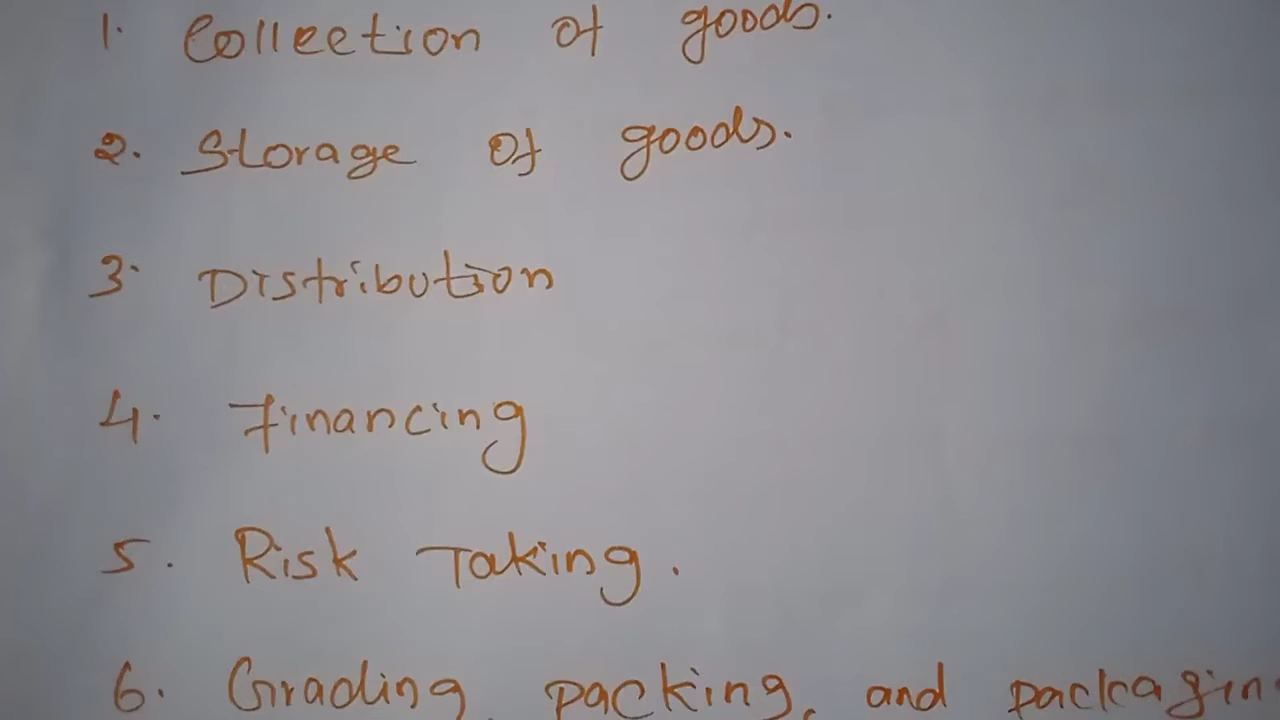 1. Collection of goods.
2. Storage of goods.
3. Distribution
4. Financing
5. Risk Taking.
6. Grading, packing, and packagin